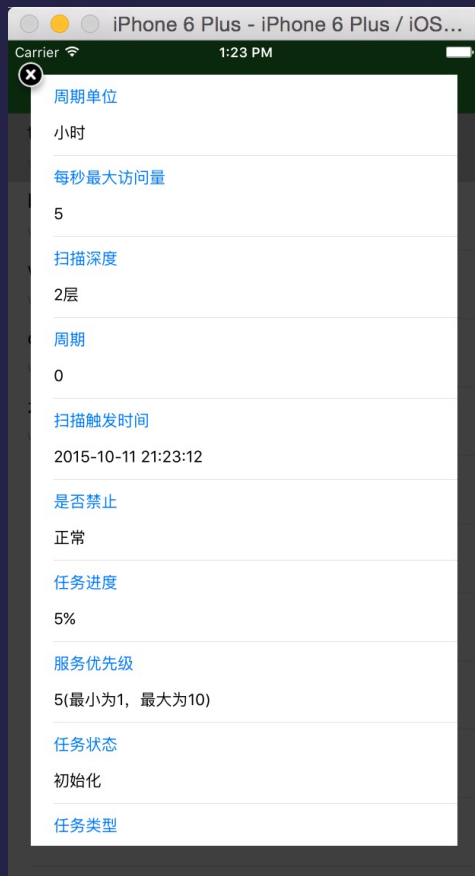 iPhone 6 Plus - iPhone 6 Plus / iOS...
Carrier 1:23 PM
周期单位
小时
每秒最大访问量
5
扫描深度
2层
周期
0
扫描触发时间
2015-10-11 21:23:12
是否禁止
正常
任务进度
5%
服务优先级
5(最小为1，最大为10)
任务状态
初始化
任务类型